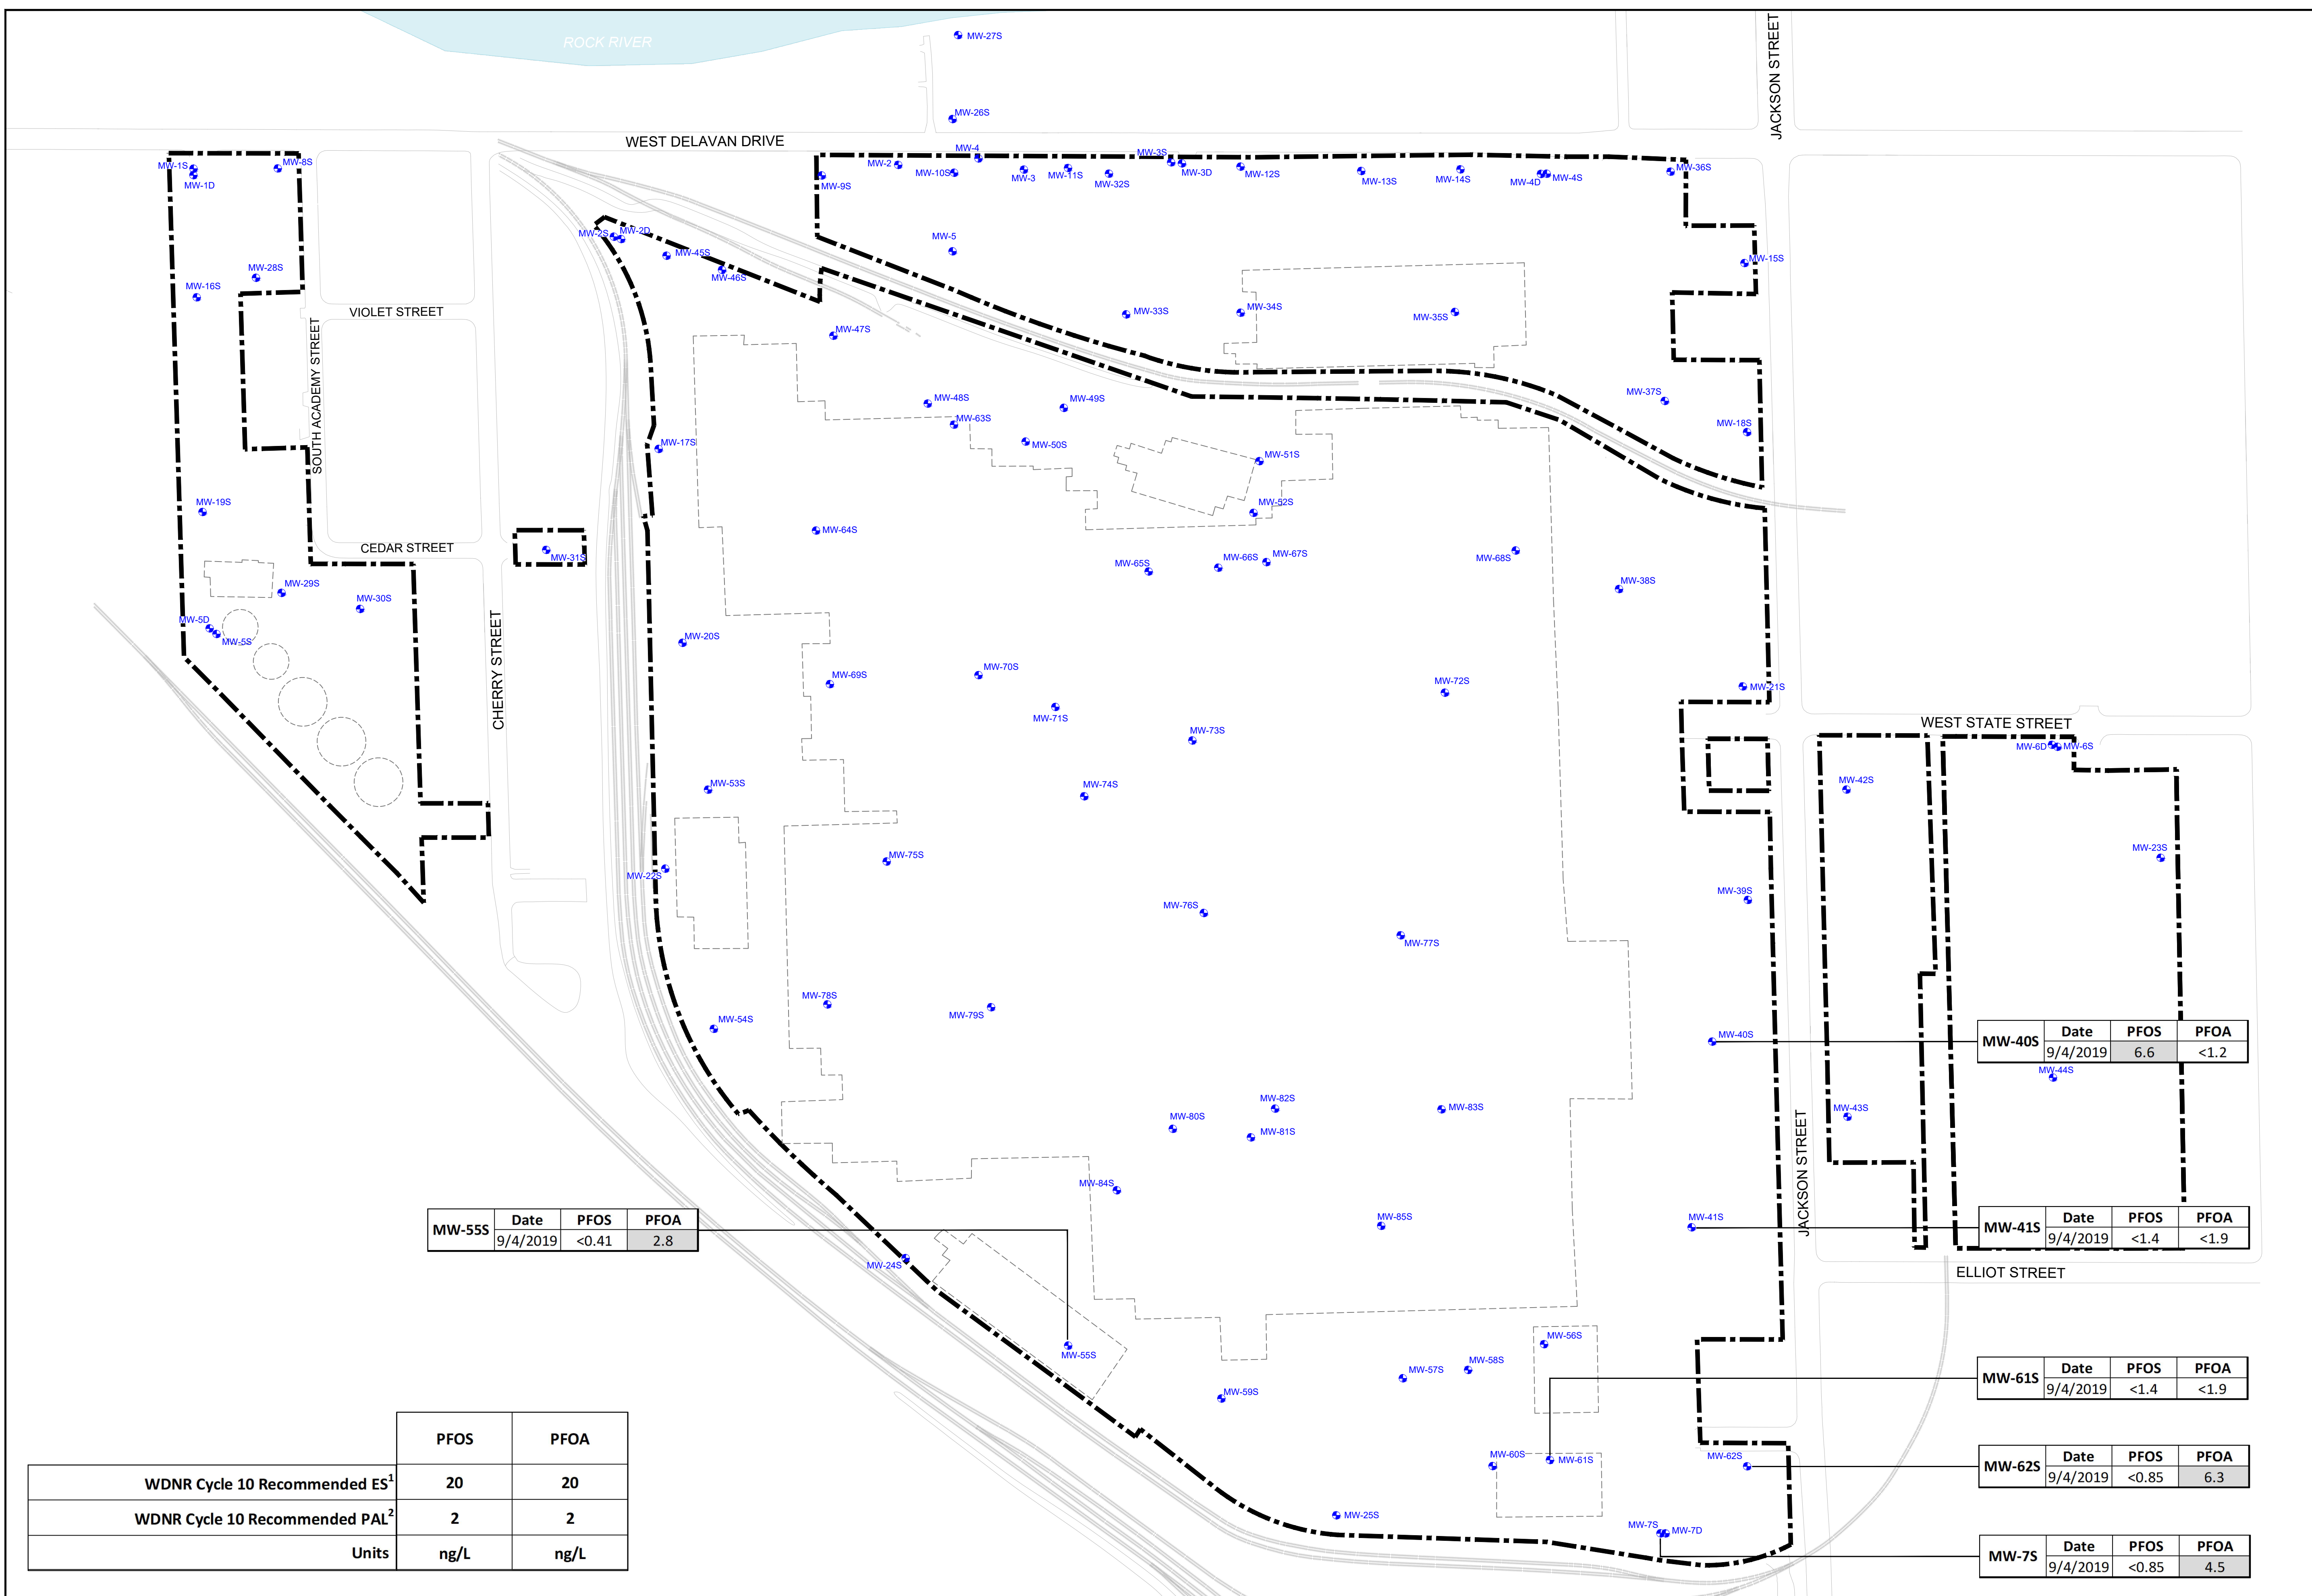 ROCK RIVER
MW-27S
JACKSON STREET
MW-26S
WEST DELAVAN DRIVE
MW-1S
MW-1D
MW-8S
MW-2
MW-4
MW-9S
MW-10S
MW-3
MW-11S
MW-32S
MW-3S
MW-3D
MW-12S
MW-13S
MW-14S
MW-4D
MW-4S
MW-36S
MW-2S
MW-2D
MW-45S
MW-46S
MW-5
MW-15S
MW-28S
MW-16S
VIOLET STREET
SOUTH ACADEMY STREET
MW-47S
MW-33S
MW-34S
MW-35S
MW-37S
MW-18S
MW-48S
MW-49S
MW-63S
MW-50S
MW-17S
MW-51S
MW-52S
MW-19S
MW-64S
CEDAR STREET
MW-31S
MW-65S
MW-66S
MW-67S
MW-68S
MW-38S
MW-29S
MW-30S
MW-5D
MW-5S
CHERRY STREET
MW-20S
MW-69S
MW-70S
MW-71S
MW-72S
MW-21S
MW-73S
WEST STATE STREET
MW-6D
MW-6S
MW-53S
MW-74S
MW-42S
MW-75S
MW-22S
MW-23S
MW-39S
MW-76S
MW-77S
MW-78S
MW-79S
MW-54S
MW-40S
MW-40S Date PFOS PFOA
9/4/2019 6.6 <1.2
MW-44S
MW-43S
MW-82S
MW-83S
MW-80S
MW-81S
JACKSON STREET
MW-84S
MW-85S
MW-41S
MW-41S Date PFOS PFOA
9/4/2019 <1.4 <1.9
MW-55S Date PFOS PFOA
9/4/2019 <0.41 2.8
MW-24S
ELLIOT STREET
MW-55S
MW-56S
MW-57S
MW-58S
MW-59S
MW-61S Date PFOS PFOA
9/4/2019 <1.4 <1.9
MW-60S
MW-61S
MW-62S
MW-62S Date PFOS PFOA
9/4/2019 <0.85 6.3
MW-25S
MW-7S
MW-7D
MW-7S Date PFOS PFOA
9/4/2019 <0.85 4.5
PFOS PFOA
WDNR Cycle 10 Recommended ES1 20 20
WDNR Cycle 10 Recommended PAL2 2 2
Units ng/L ng/L